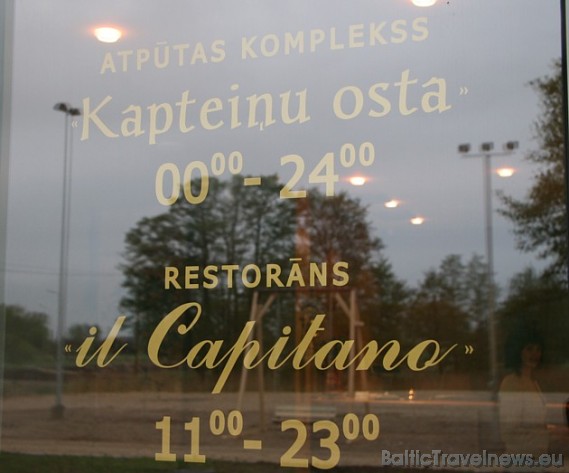 ATPŪTAS KOMPLEKSS
«Kapteiņu osta»
00⁰⁰ - 24⁰⁰
RESTORĀNS
«il Capitano»
11⁰⁰ - 23⁰⁰
BalticTravelnews.eu